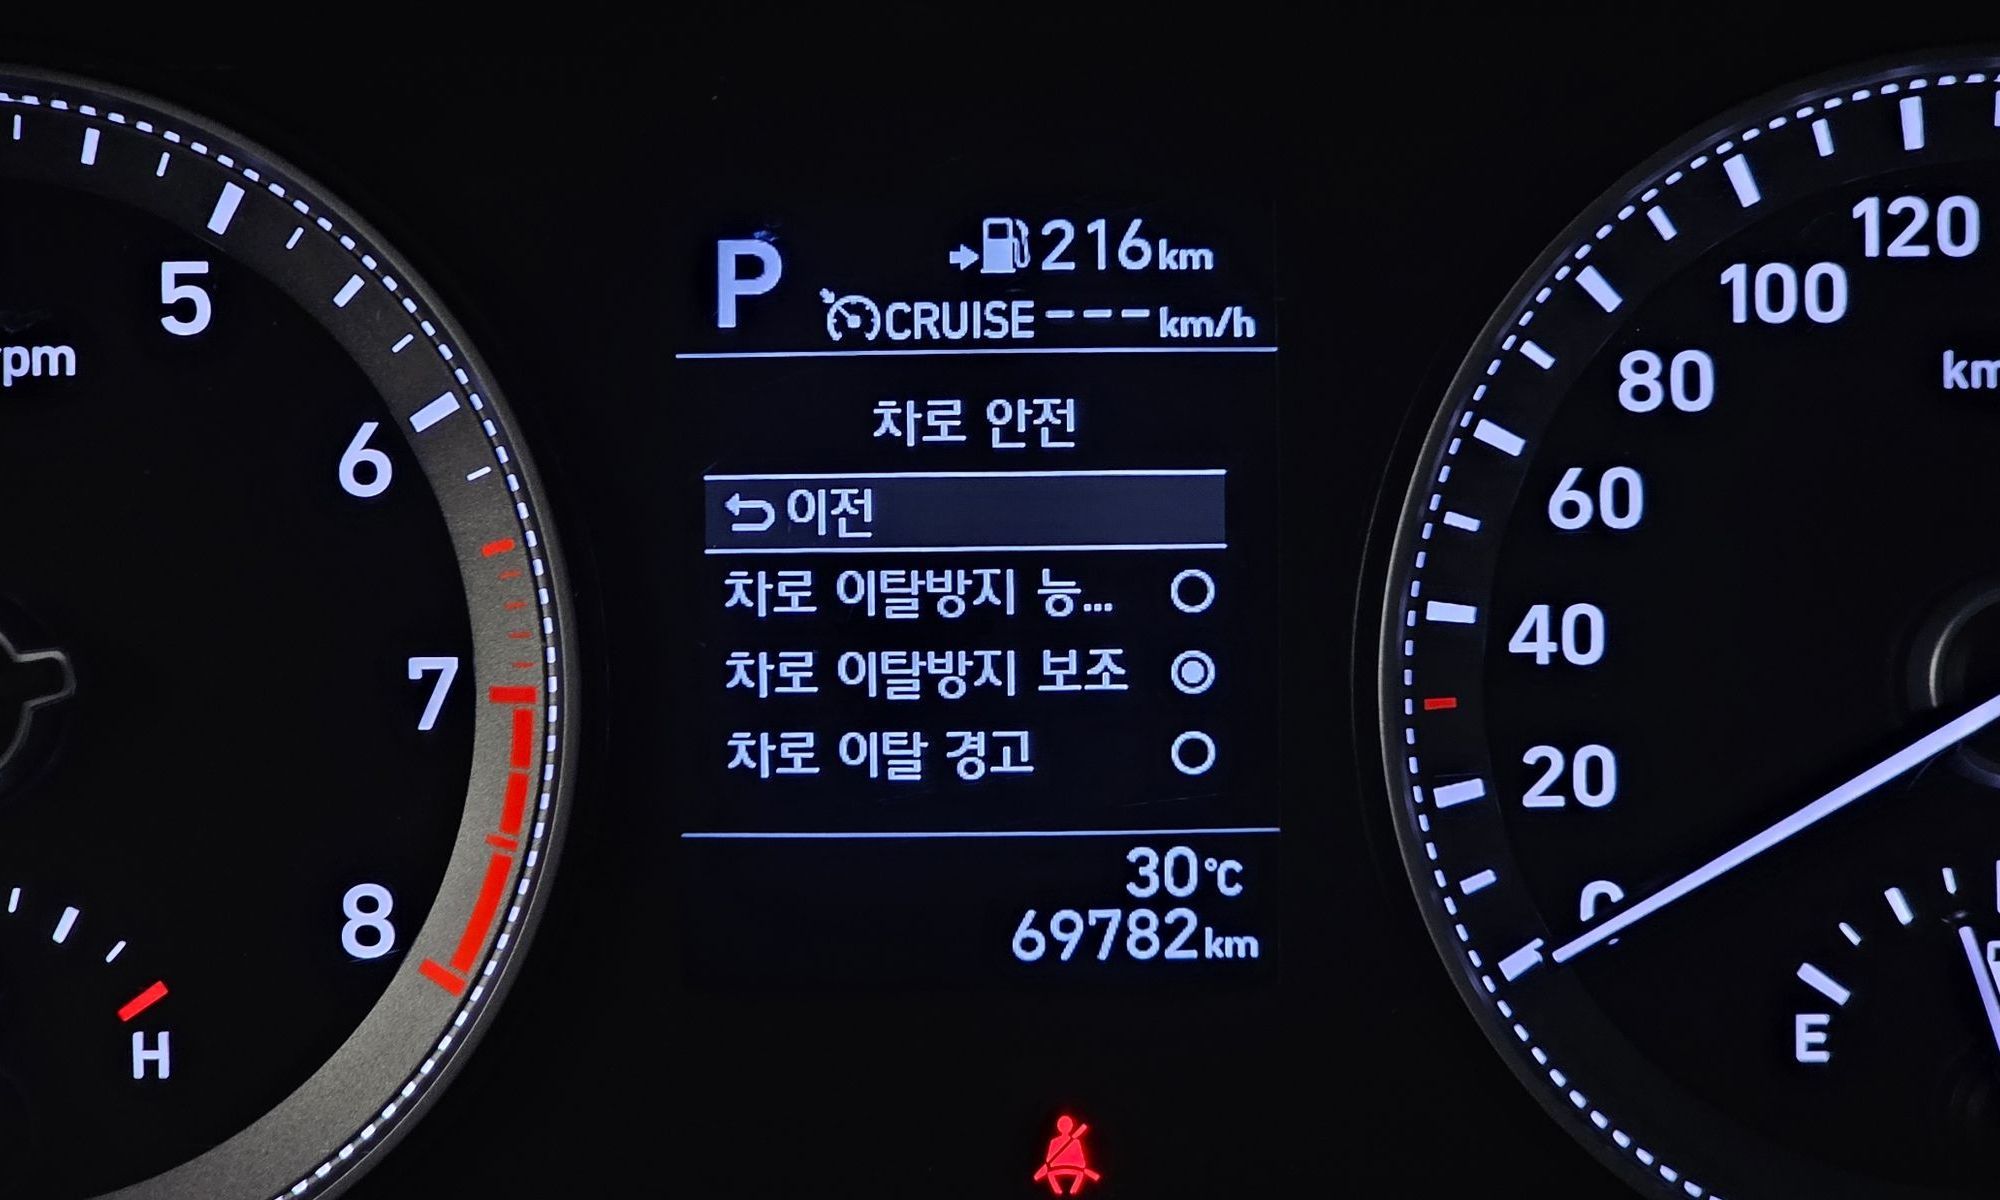 5
rpm
6
7
8
H
P
216km
CRUISE---km/h
차로 안전
이전
차로 이탈방지 능...
차로 이탈방지 보조
차로 이탈 경고
30℃
69782km
120
100
80
km
60
40
20
0
E